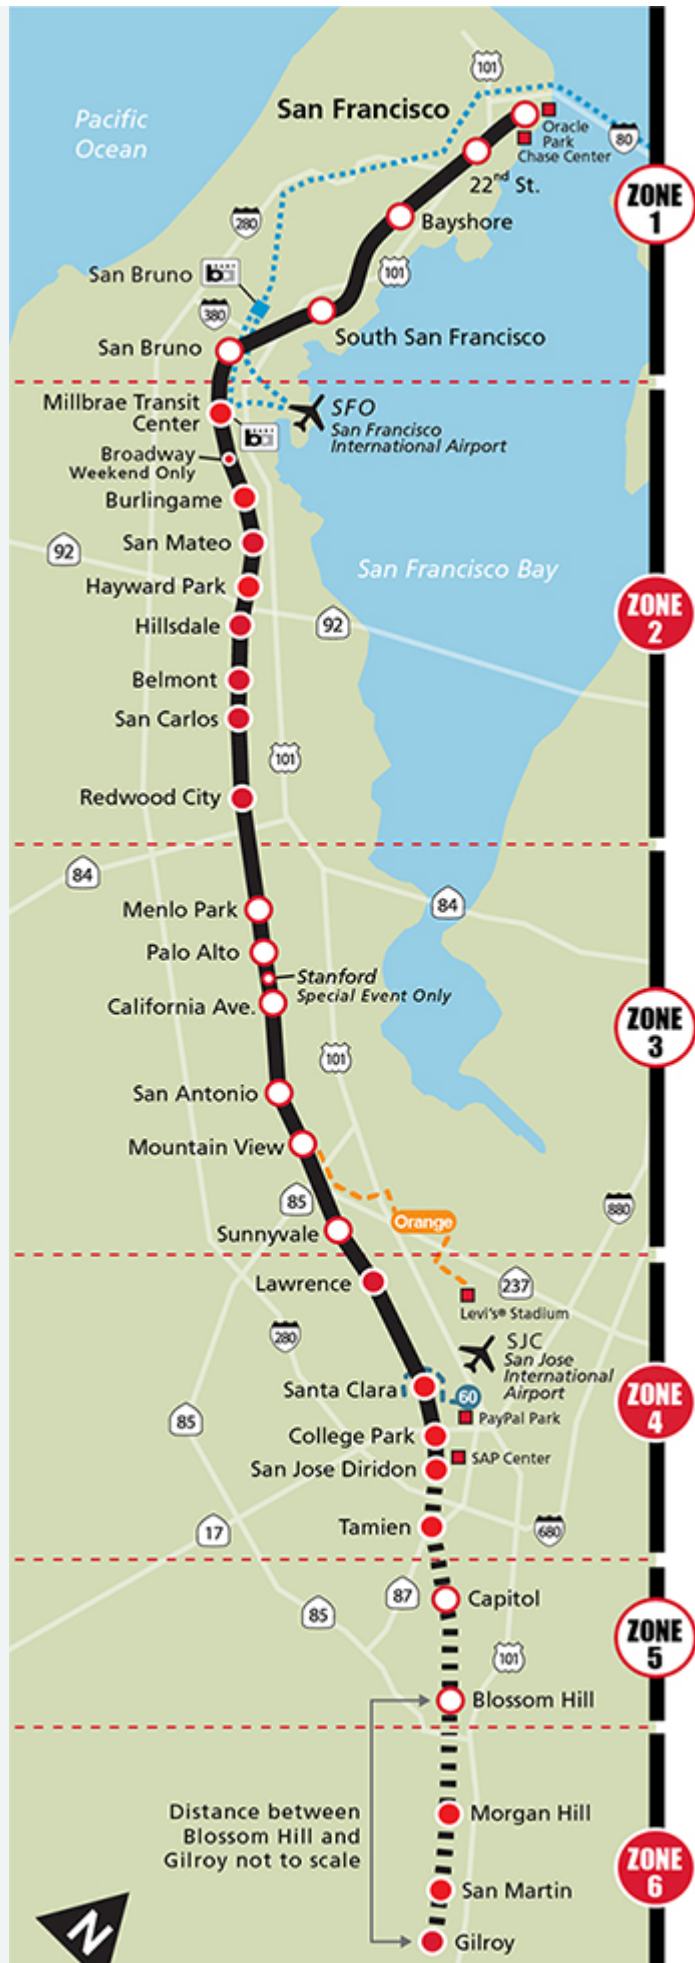 101
San Francisco
Pacific
Ocean
Oracle
Park
Chase Center
80
22nd St.
ZONE
1
280
Bayshore
101
San Bruno
ba
380
South San Francisco
San Bruno
Millbrae Transit
Center
ba
SFO
San Francisco
International Airport
Broadway
Weekend Only
Burlingame
San Mateo
92
San Francisco Bay
Hayward Park
ZONE
2
Hillsdale
92
Belmont
San Carlos
101
Redwood City
84
84
Menlo Park
Palo Alto
Stanford
Special Event Only
California Ave.
ZONE
3
101
San Antonio
Mountain View
85
880
Orange
Sunnyvale
Lawrence
237
Levi's® Stadium
280
SJC
San Jose
International
Airport
Santa Clara
60
ZONE
4
85
PayPal Park
College Park
SAP Center
San Jose Diridon
17
Tamien
680
87
Capitol
85
ZONE
5
101
Blossom Hill
Distance between
Blossom Hill and
Gilroy not to scale
Morgan Hill
ZONE
6
San Martin
N
Gilroy